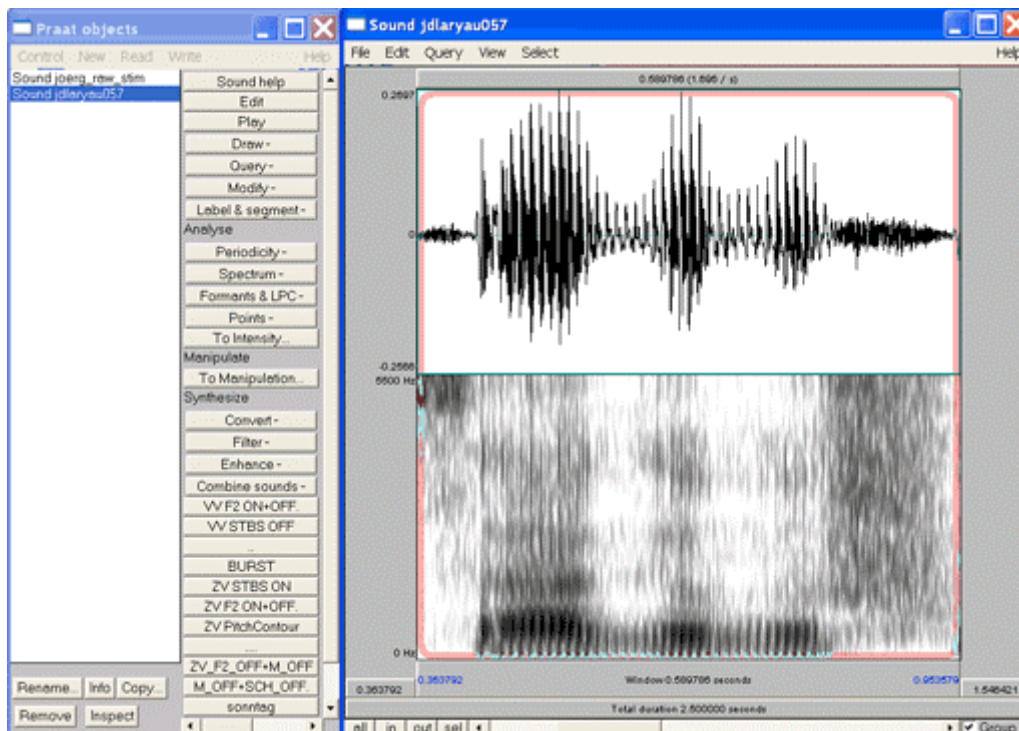 Praat objects
Control New Read Write Help
Sound joerg_raw_stim
Sound jdlaryau057
Sound help
Edit
Play
Draw -
Query -
Modify -
Label & segment -
Analyse
Periodicity -
Spectrum -
Formants & LPC -
Points -
To Intensity...
Manipulate
To Manipulation...
Synthesize
Convert -
Filter -
Enhance -
Combine sounds -
VV F2 ON+OFF.
VV STBS OFF
..
BURST
ZV STBS ON
ZV F2 ON+OFF.
ZV PitchContour
....
ZV_F2_OFF+M_OFF
M_OFF+SCH_OFF.
sonntag
Rename... Info Copy...
Remove Inspect
Sound jdlaryau057
File Edit Query View Select Help
0.589786 (1.696 / s)
0.2697
0
-0.2566
5500 Hz
0 Hz
0.363792 0.363792 Window 0.589786 seconds 0.953579 1.546421
Total duration 2.500000 seconds
all in out sel Group